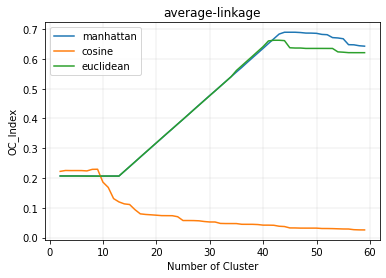 average-linkage
manhattan
cosine
euclidean
OC_Index
0.7
0.6
0.5
0.4
0.3
0.2
0.1
0.0
0 10 20 30 40 50 60
Number of Cluster